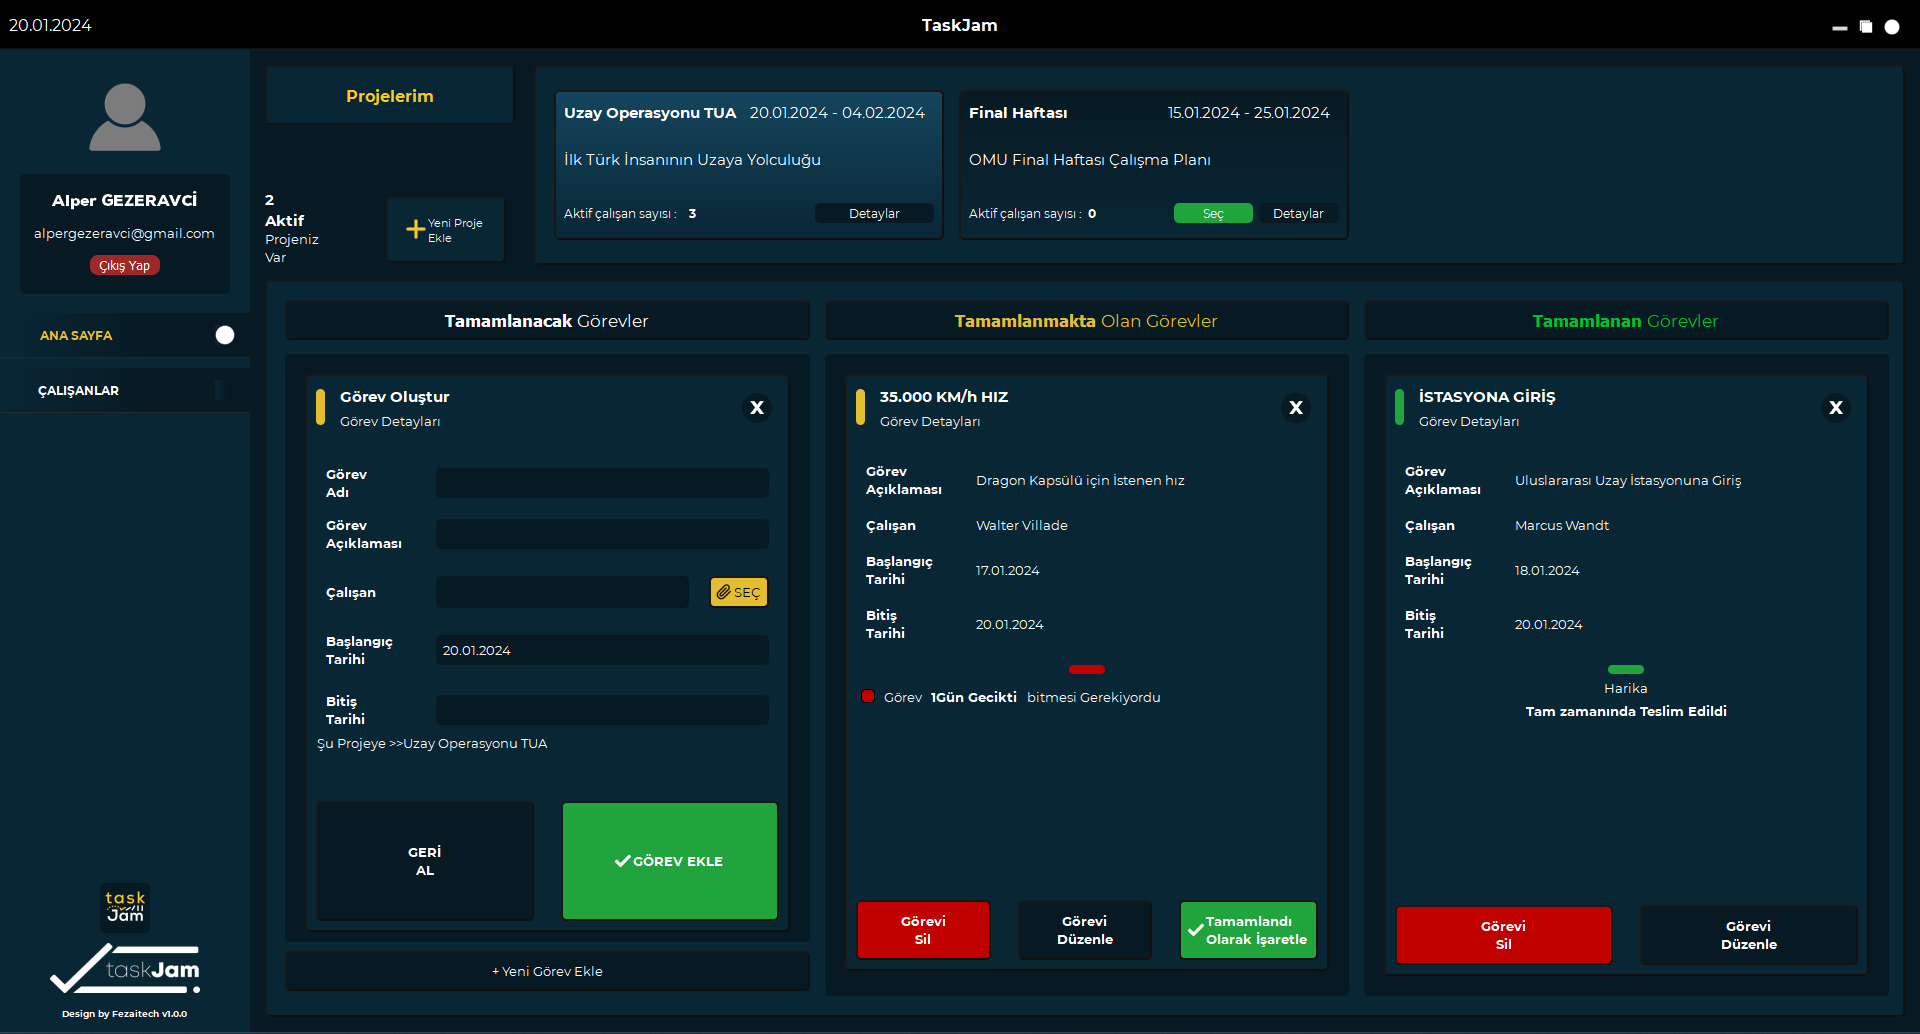 20.01.2024
TaskJam
Alper GEZERAVCİ
alpergezeravci@gmail.com
Çıkış Yap
ANA SAYFA
ÇALIŞANLAR
task
Jam
taskJam
Design by Fezaitech v1.0.0
Projelerim
2
Aktif
Projeniz
Var
Yeni Proje
Ekle
Uzay Operasyonu TUA 20.01.2024 - 04.02.2024
İlk Türk İnsanının Uzaya Yolculuğu
Aktif çalışan sayısı : 3 Detaylar
Final Haftası 15.01.2024 - 25.01.2024
OMU Final Haftası Çalışma Planı
Aktif çalışan sayısı : 0 Seç Detaylar
Tamamlanacak Görevler
Görev Oluştur
Görev Detayları
X
Görev
Adı
Görev
Açıklaması
Çalışan SEÇ
Başlangıç
Tarihi
20.01.2024
Bitiş
Tarihi
Şu Projeye >>Uzay Operasyonu TUA
GERİ
AL
GÖREV EKLE
+ Yeni Görev Ekle
Tamamlanmakta Olan Görevler
35.000 KM/h HIZ
Görev Detayları
X
Görev
Açıklaması
Dragon Kapsülü için İstenen hız
Çalışan Walter Villade
Başlangıç
Tarihi
17.01.2024
Bitiş
Tarihi
20.01.2024
Görev 1Gün Gecikti bitmesi Gerekiyordu
Görevi
Sil
Görevi
Düzenle
Tamamlandı
Olarak İşaretle
Tamamlanan Görevler
İSTASYONA GİRİŞ
Görev Detayları
X
Görev
Açıklaması
Uluslararası Uzay İstasyonuna Giriş
Çalışan Marcus Wandt
Başlangıç
Tarihi
18.01.2024
Bitiş
Tarihi
20.01.2024
Harika
Tam zamanında Teslim Edildi
Görevi
Sil
Görevi
Düzenle